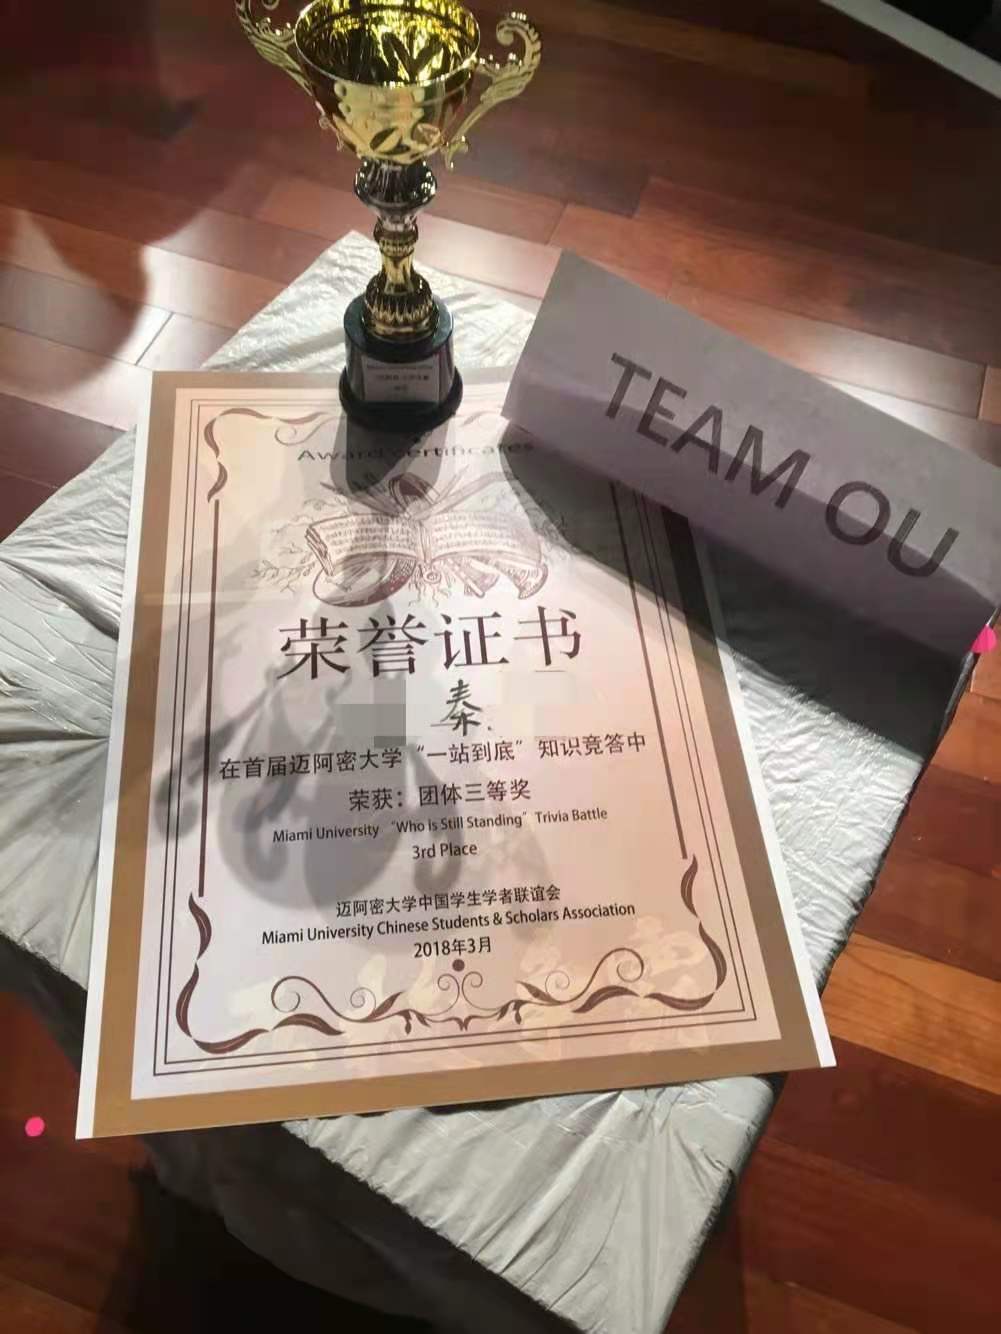 TEAM OU
Award certificates
荣誉证书
秦
在首届迈阿密大学“一站到底”知识竞答中
荣获：团体三等奖
Miami University “Who is Still Standing” Trivia Battle
3rd Place
迈阿密大学中国学生学者联谊会
Miami University Chinese Students & Scholars Association
2018年3月